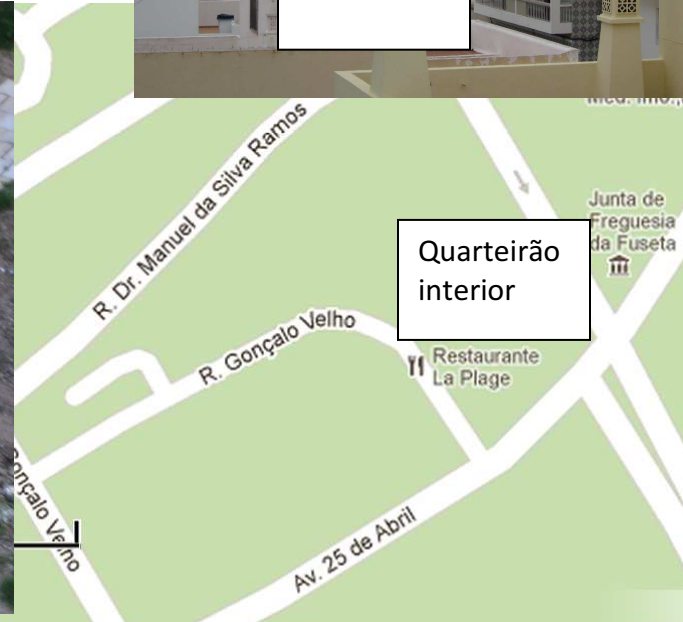 R. Dr. Manuel da Silva Ramos
Junta de
Freguesia
da Fuseta
Quarteirão
interior
R. Gonçalo Velho
Restaurante
La Plage
Gonçalo Velho
Av. 25 de Abril